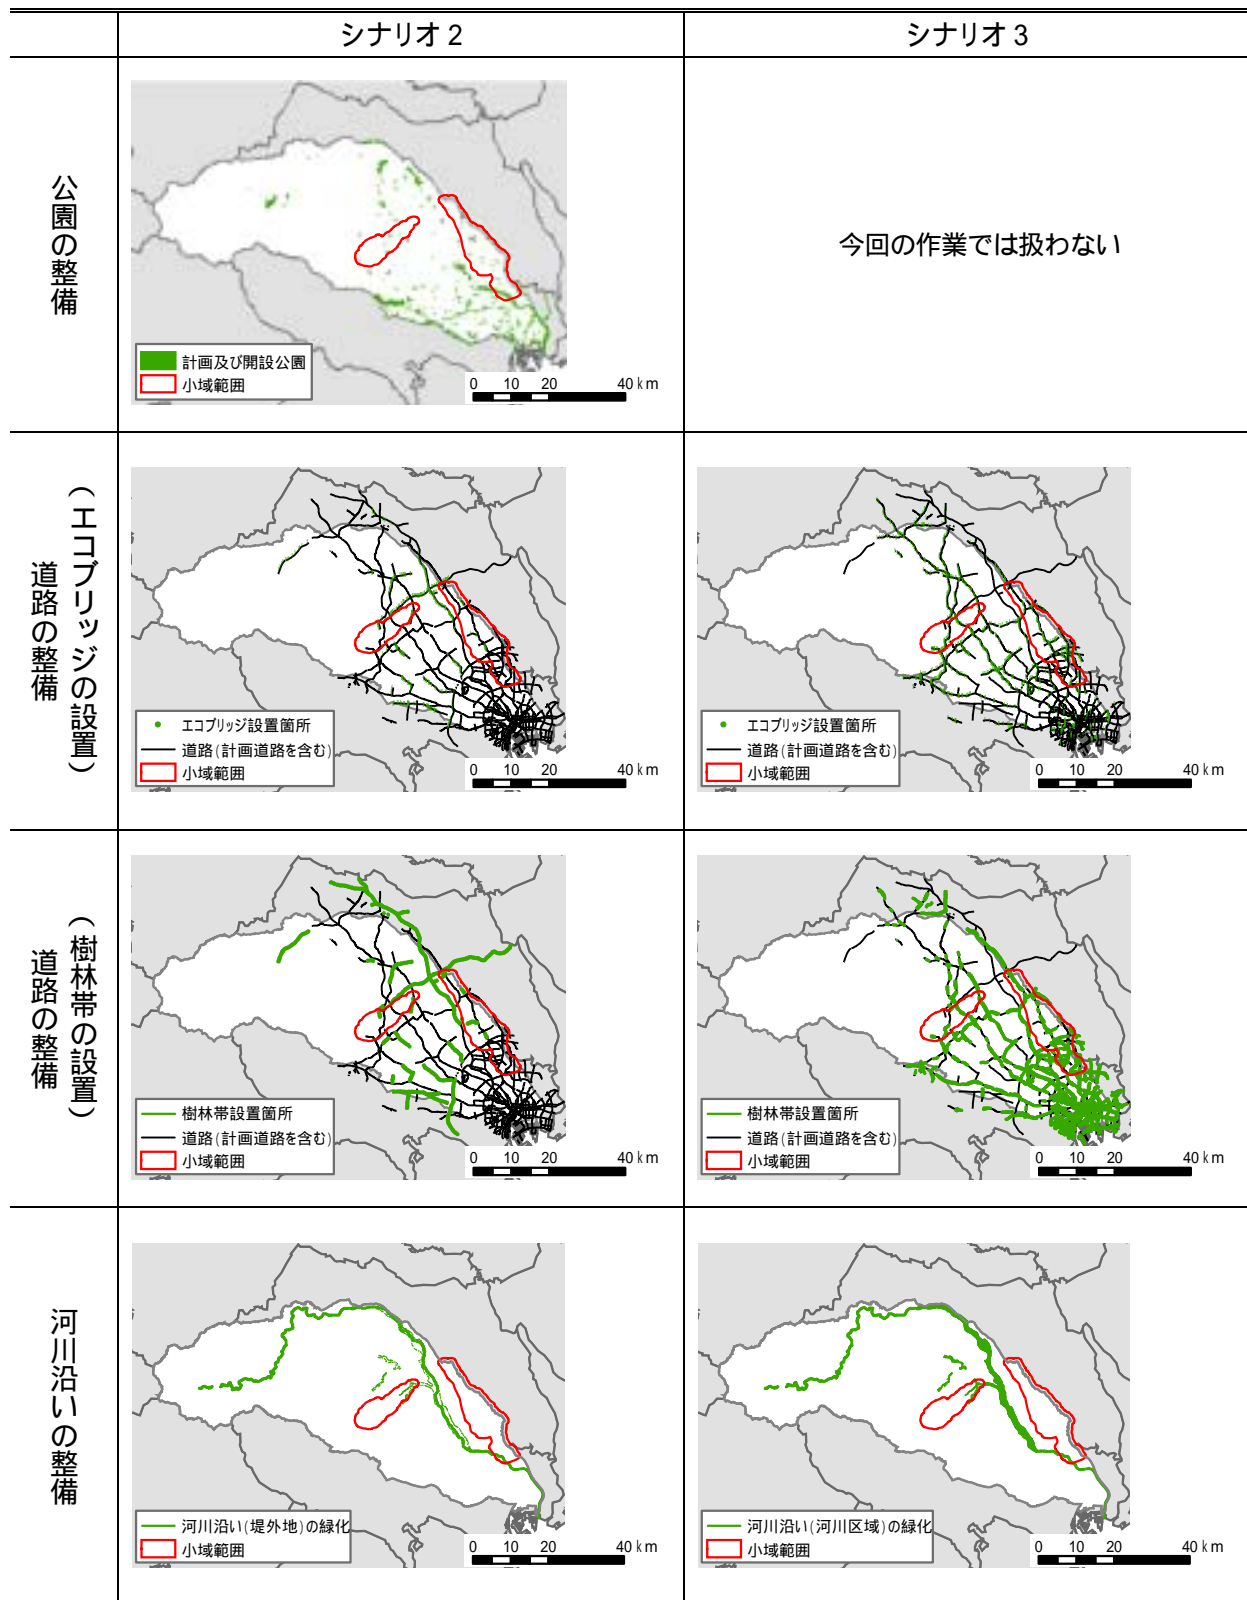 シナリオ 2
シナリオ 3
公園の整備
計画及び開設公園
小域範囲
0 10 20 40 km
今回の作業では扱わない
道路の整備
(エコブリッジの設置)
エコブリッジ設置箇所
道路(計画道路を含む)
小域範囲
0 10 20 40 km
エコブリッジ設置箇所
道路(計画道路を含む)
小域範囲
0 10 20 40 km
道路の整備
(樹林帯の設置)
樹林帯設置箇所
道路(計画道路を含む)
小域範囲
0 10 20 40 km
樹林帯設置箇所
道路(計画道路を含む)
小域範囲
0 10 20 40 km
河川沿いの整備
河川沿い(堤外地)の緑化
小域範囲
0 10 20 40 km
河川沿い(河川区域)の緑化
小域範囲
0 10 20 40 km